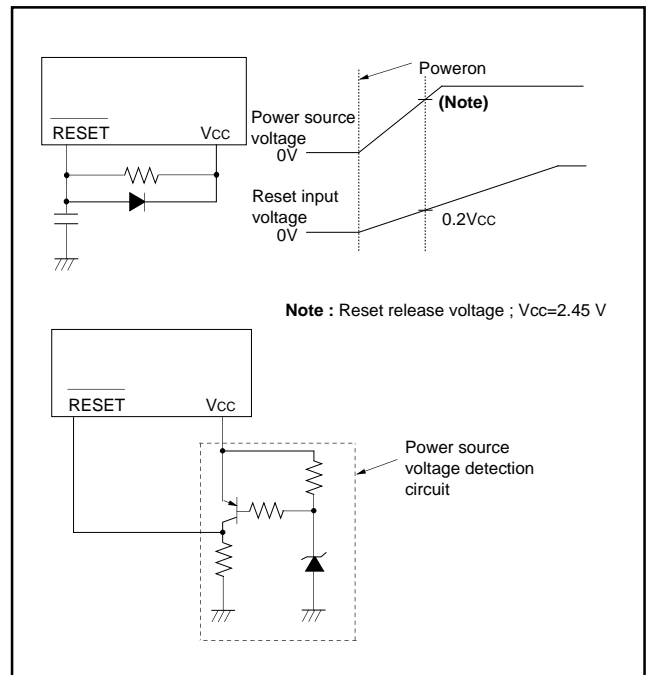 Poweron
(Note)
RESET
VCC
Power source
voltage
0V
Reset input
voltage
0V
0.2VCC
Note : Reset release voltage ; Vcc=2.45 V
RESET
VCC
Power source
voltage detection
circuit